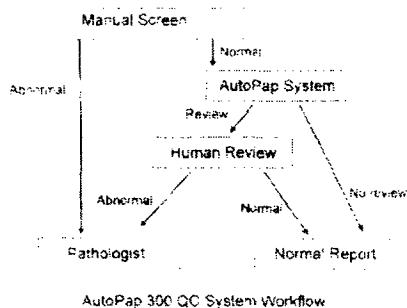 Manual Screen
Normal
Abnormal
AutoPap System
Review
Human Review
Abnormal
Normal
No review
Pathologist
Normal Report
AutoPap 300 QC System Workflow